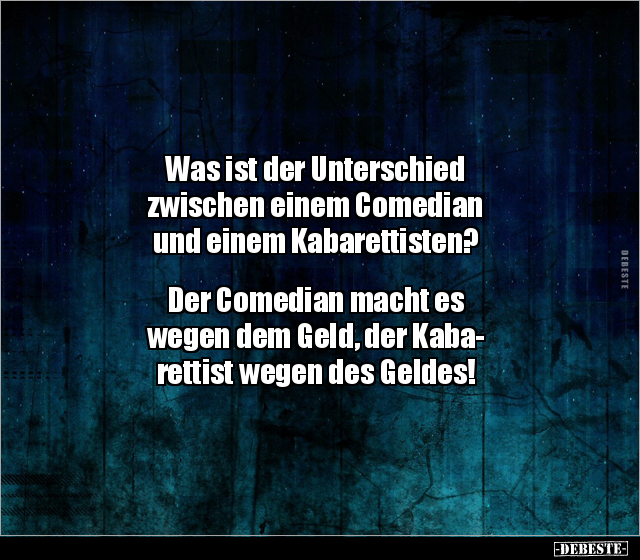 Was ist der Unterschied
zwischen einem Comedian
und einem Kabarettisten?
Der Comedian macht es
wegen dem Geld, der Kaba-
rettist wegen des Geldes!
DEBESTE
-DEBESTE-